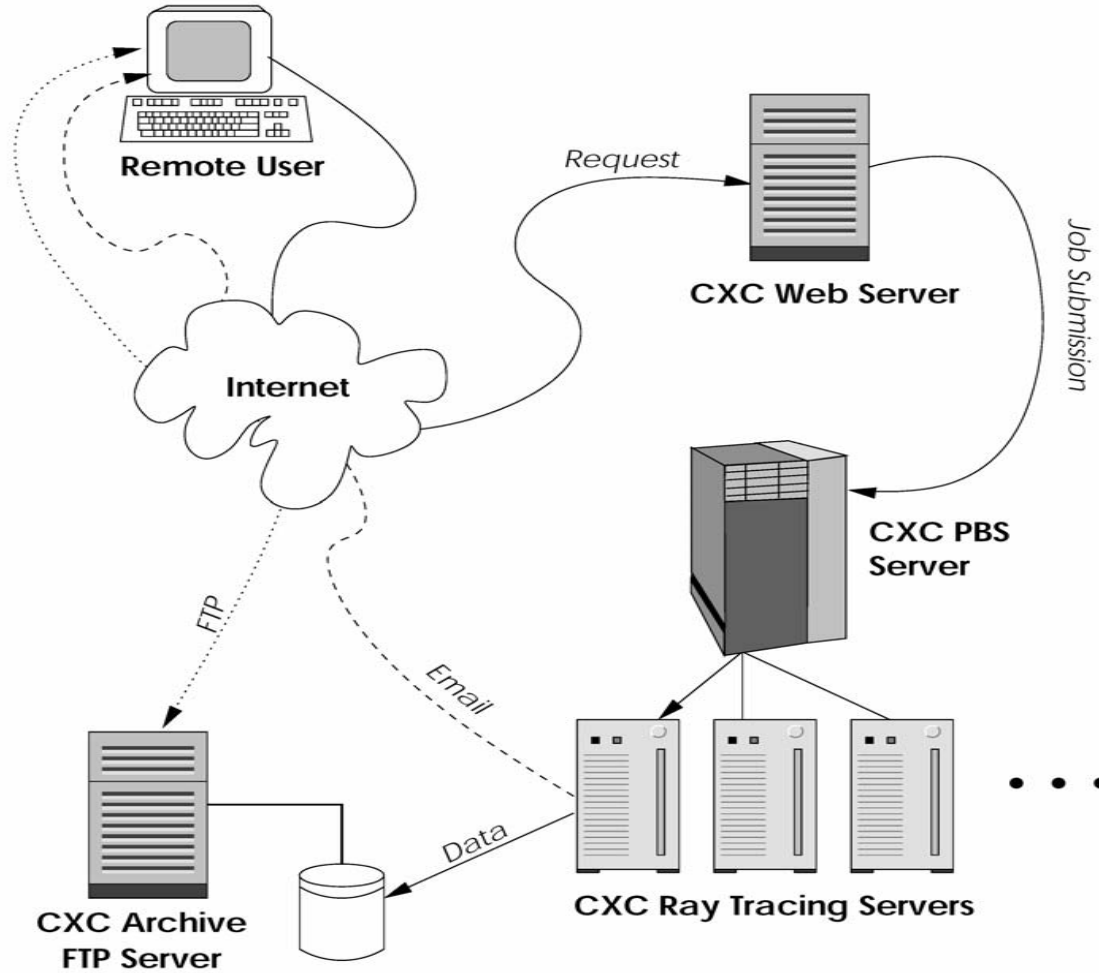 Remote User
Request
CXC Web Server
Job Submission
Internet
CXC PBS
Server
FTP
Email
Data
CXC Ray Tracing Servers
CXC Archive
FTP Server